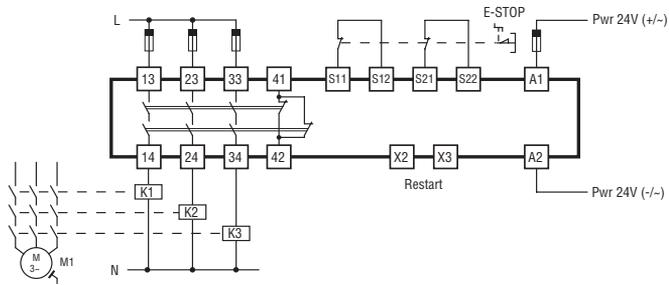 E-STOP
L
Pwr 24V (+/~)
13 23 33 41 S11 S12 S21 S22 A1
14 24 34 42 X2 X3 A2
Restart
K1
Pwr 24V (-/~)
K2
K3
M
3~
M1
N